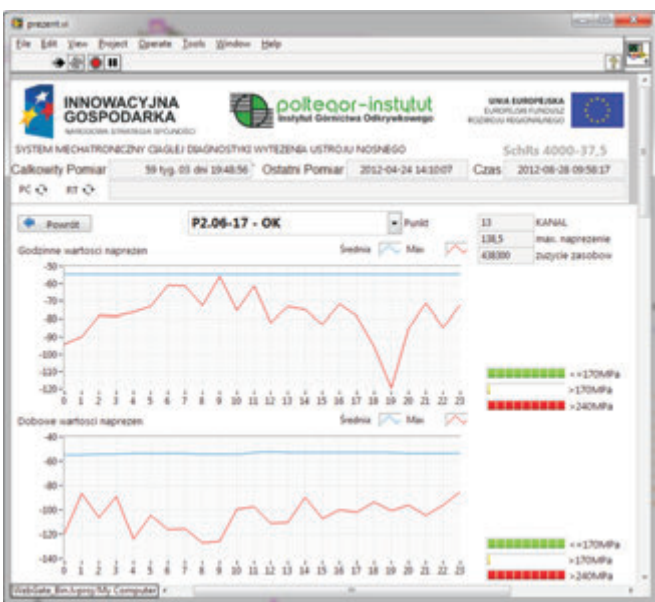 prezent.vi
File Edit View Project Operate Tools Window Help
INNOWACYJNA
GOSPODARKA
NARODOWA STRATEGIA SPÓJNOŚCI
poltegor-instytut
Instytut Górnictwa Odkrywkowego
UNIA EUROPEJSKA
EUROPEJSKI FUNDUSZ
ROZWOJU REGIONALNEGO
SYSTEM MECHATRONICZNY CIAGLEJ DIAGNOSTYKI WYTEZENIA USTROJU NOSNEGO
SchRs 4000-37,5
Calkowity Pomiar 59 tyg. 03 dni 19:48:56 Ostatni Pomiar 2012-04-24 14:10:07 Czas 2012-08-28 09:58:17
PC RT
Powrót P2.06-17 - OK Punkt
13 KANAL
138,5 max. naprezenie
438300 zuzycie zasobow
Godzinne wartosci naprezen Średnia Max
-50
-60
-70
-80
-90
-100
-110
-120
0 1 2 3 4 5 6 7 8 9 10 11 12 13 14 15 16 17 18 19 20 21 22 23
<=170MPa
>170MPa
>240MPa
Dobowe wartosci naprezen Średnia Max
-40
-60
-80
-100
-120
-140
0 1 2 3 4 5 6 7 8 9 10 11 12 13 14 15 16 17 18 19 20 21 22 23
<=170MPa
>170MPa
>240MPa
My Computer